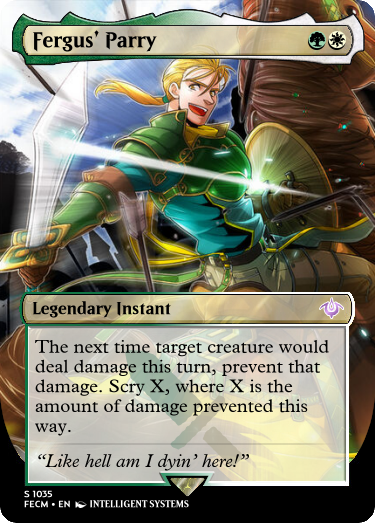 Fergus' Parry
Legendary Instant
The next time target creature would
deal damage this turn, prevent that
damage. Scry X, where X is the
amount of damage prevented this
way.
“Like hell am I dyin’ here!”
S 1035
FECM • EN INTELLIGENT SYSTEMS